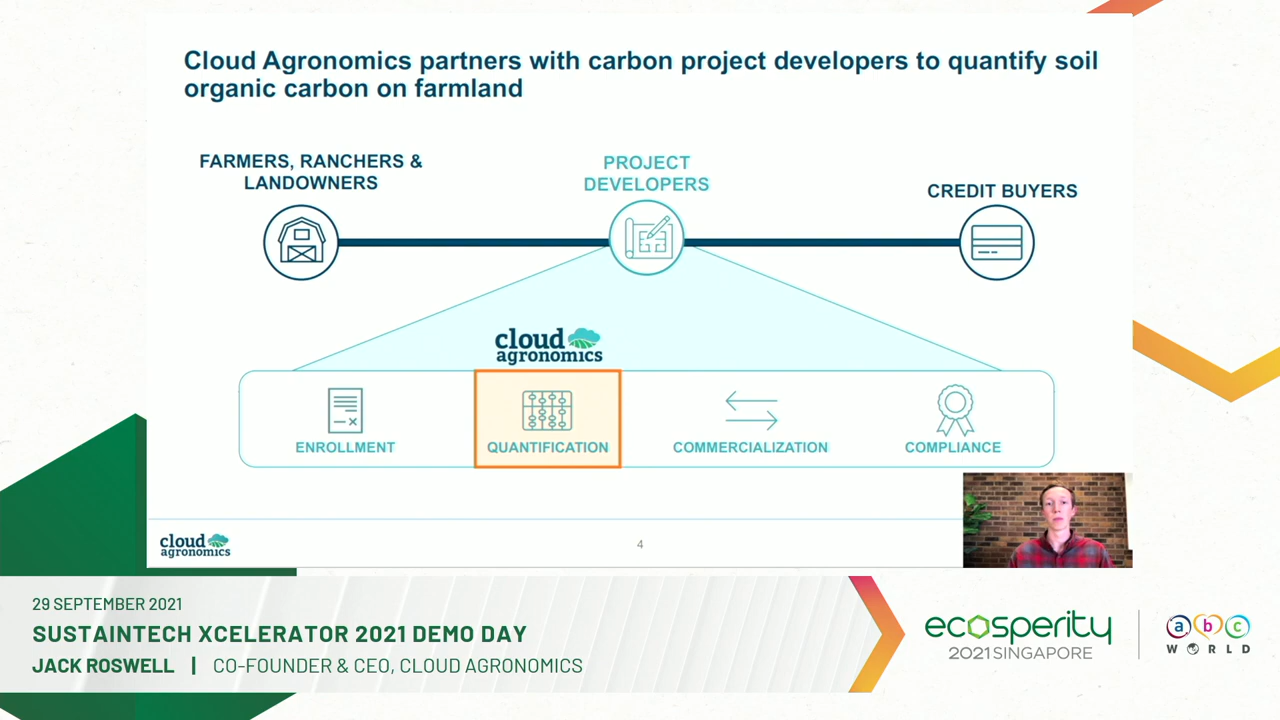 Cloud Agronomics partners with carbon project developers to quantify soil
organic carbon on farmland
FARMERS, RANCHERS &
LANDOWNERS
PROJECT
DEVELOPERS
CREDIT BUYERS
cloud
agronomics
ENROLLMENT
QUANTIFICATION
COMMERCIALIZATION
COMPLIANCE
cloud
agronomics
4
29 SEPTEMBER 2021
SUSTAINTECH XCELERATOR 2021 DEMO DAY
JACK ROSWELL | CO-FOUNDER & CEO, CLOUD AGRONOMICS
ecosperity
2021 SINGAPORE
abc
WORLD